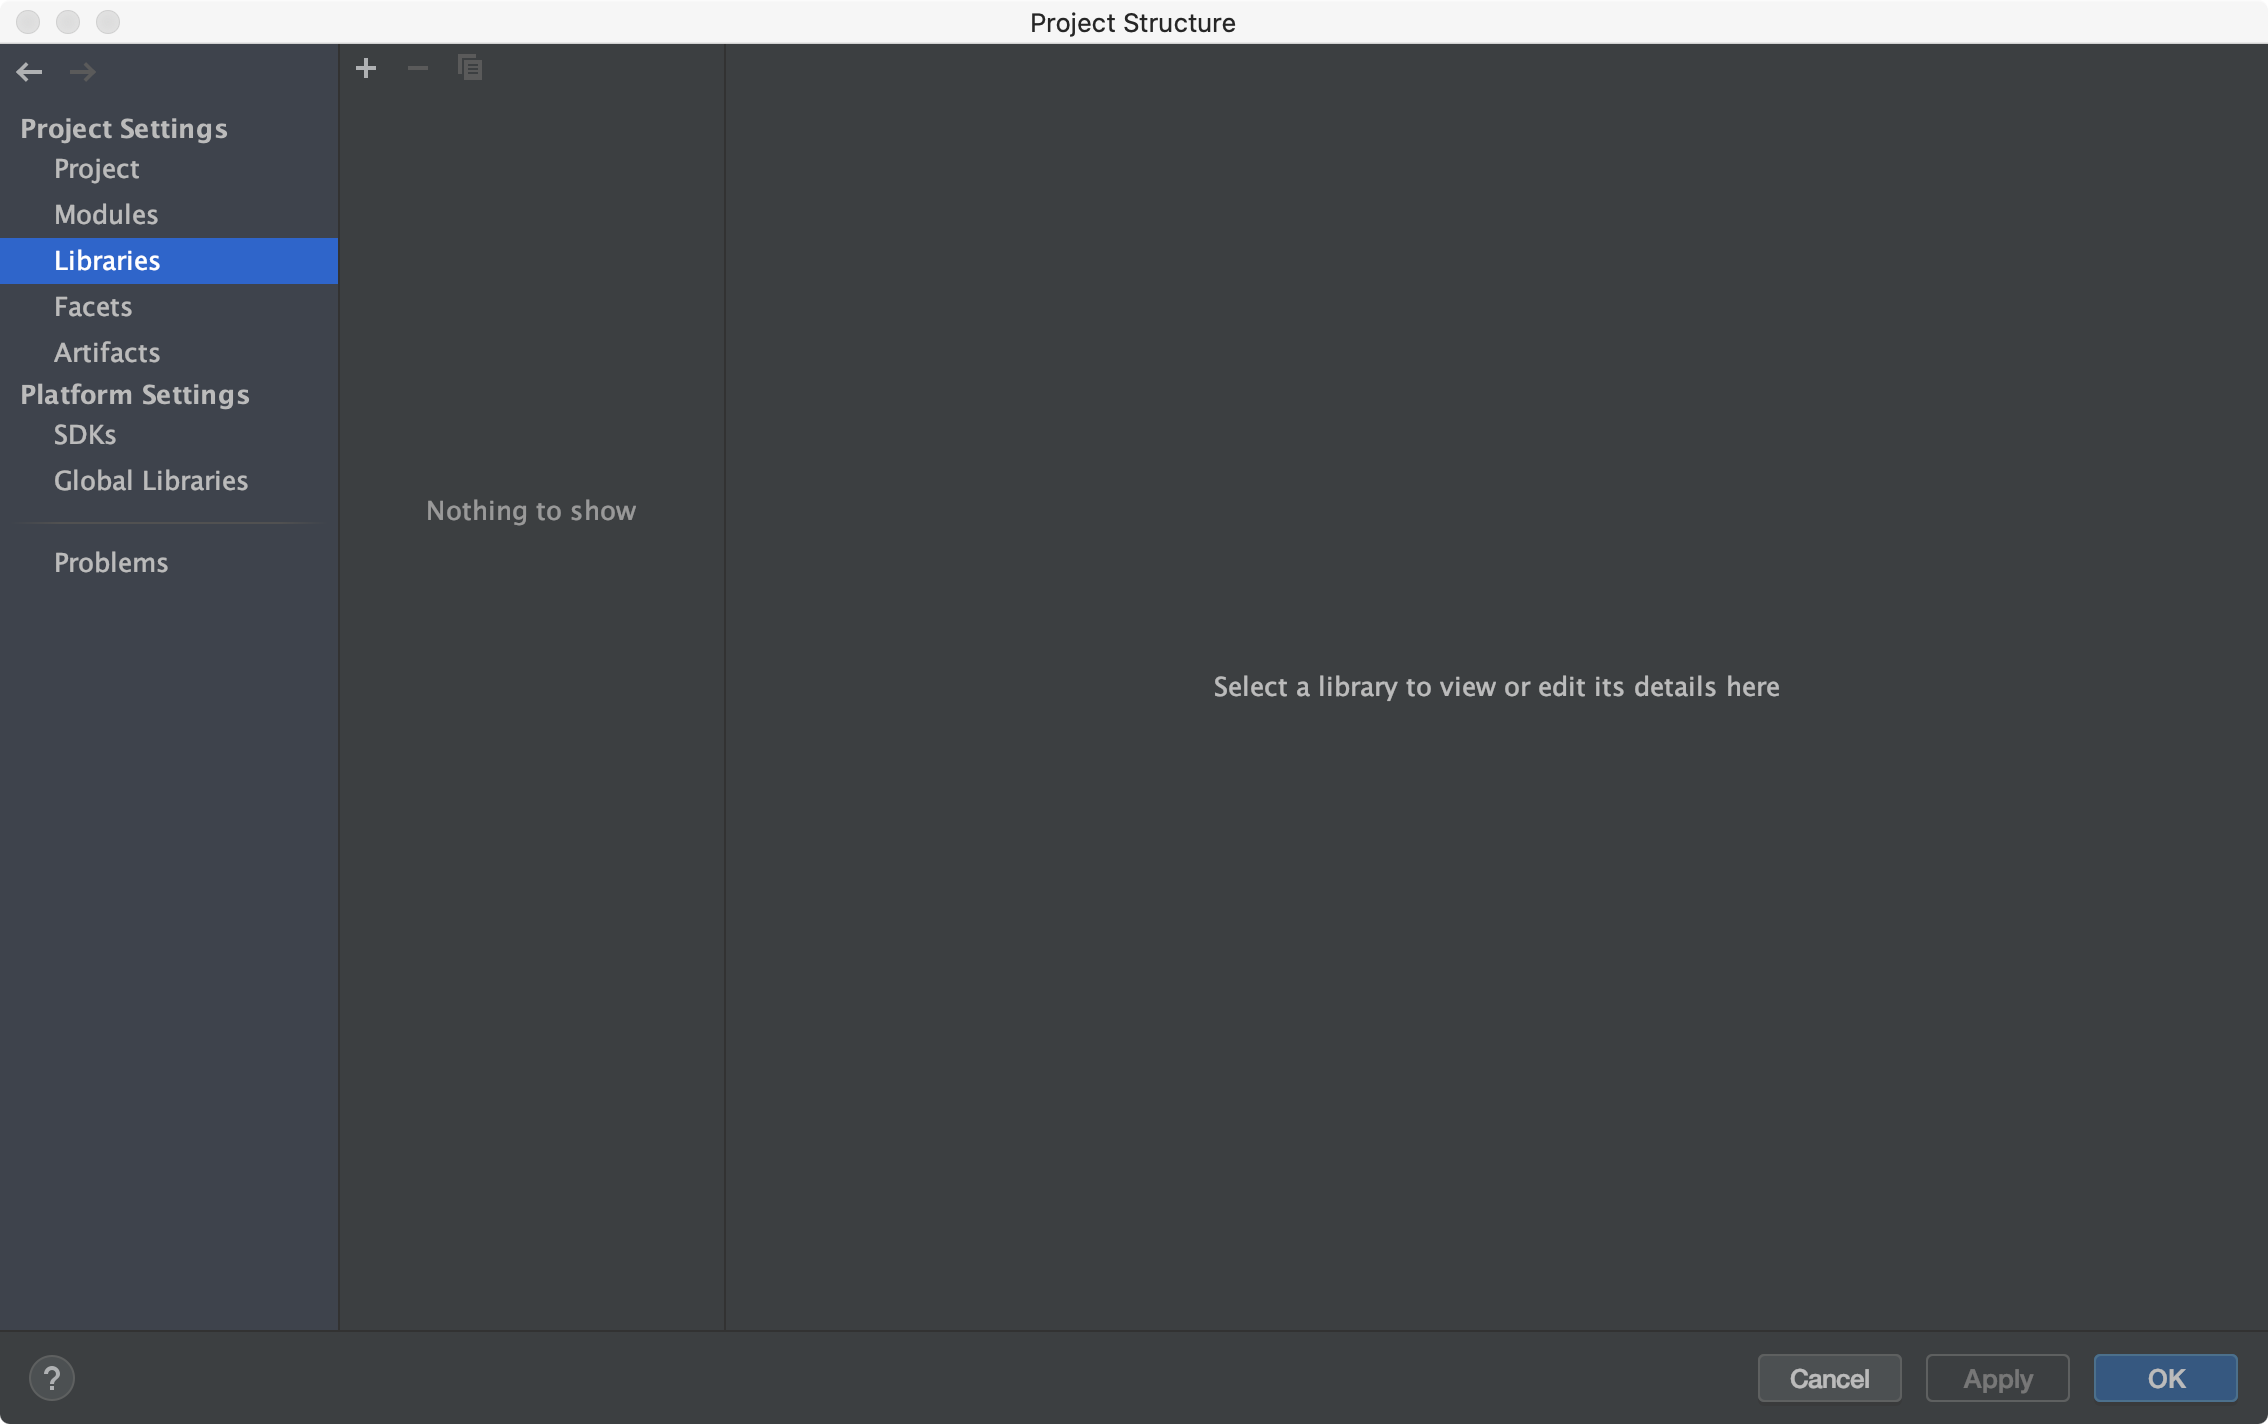 Project Structure
Project Settings
Project
Modules
Libraries
Facets
Artifacts
Platform Settings
SDKs
Global Libraries
Problems
Nothing to show
Select a library to view or edit its details here
?
Cancel
Apply
OK